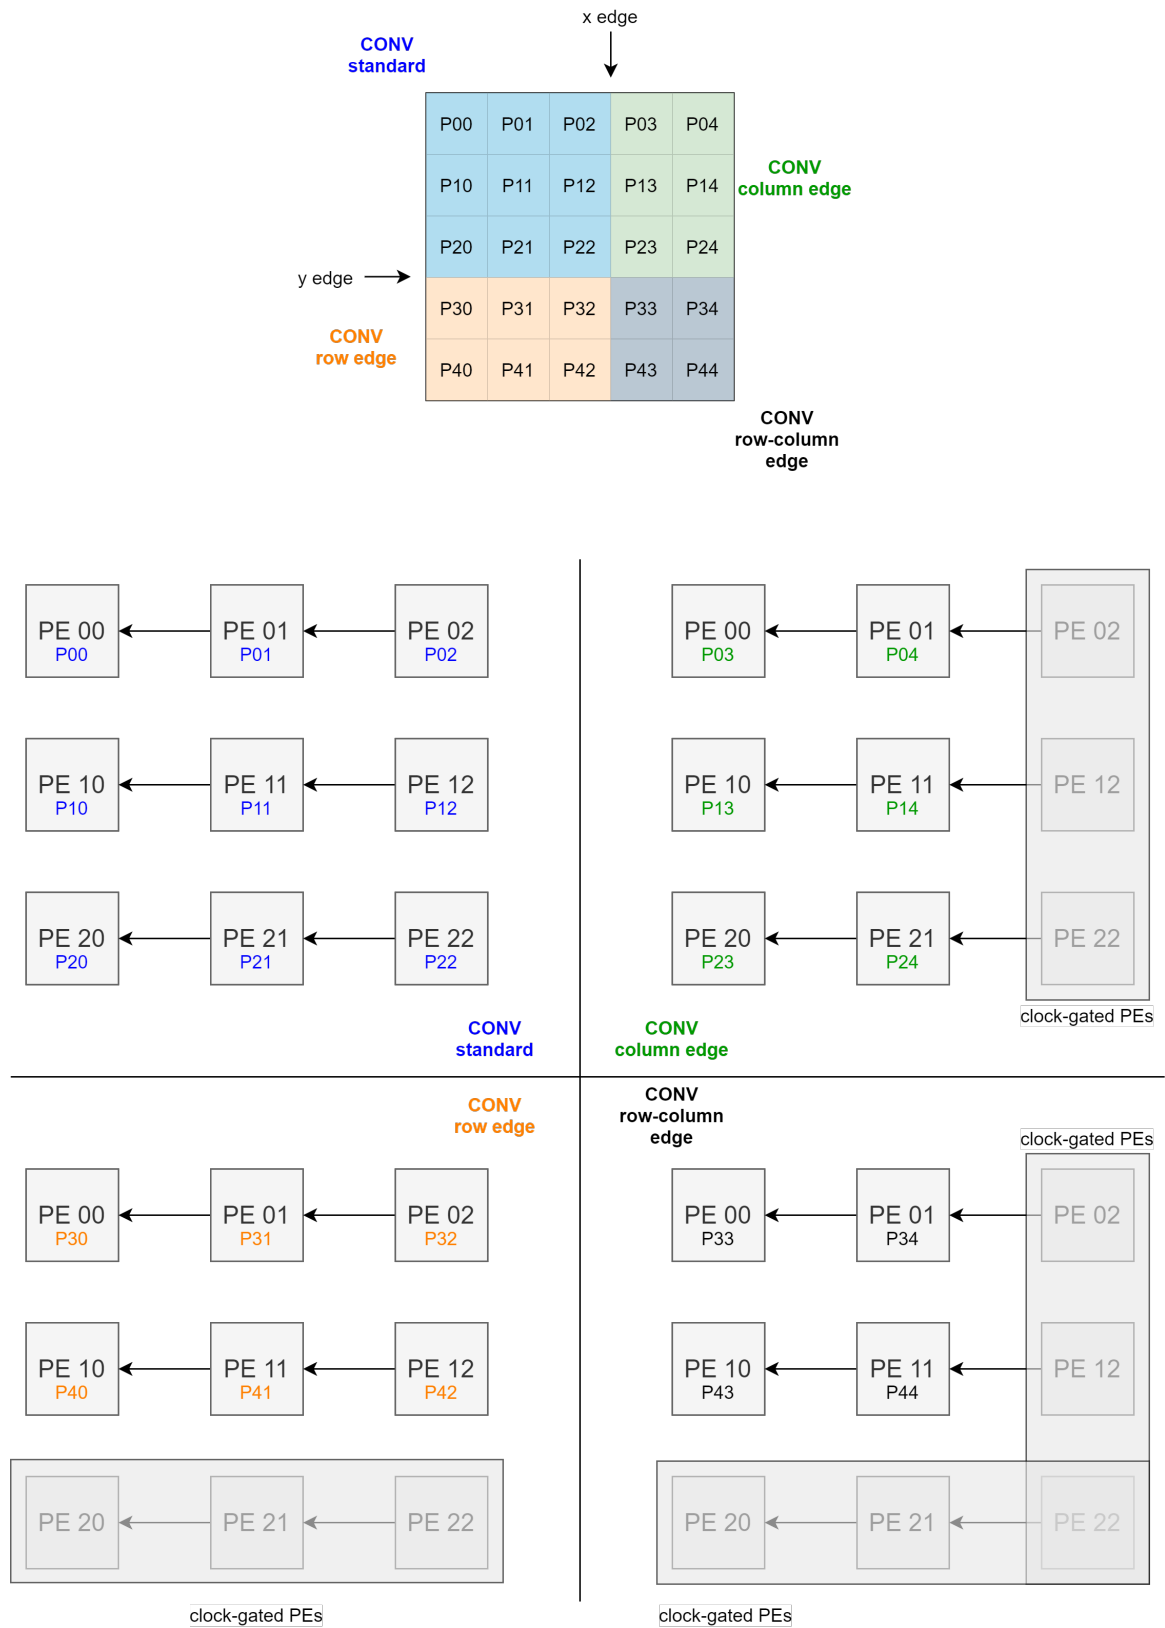 x edge
CONV
standard
P00 P01 P02 P03 P04
P10 P11 P12 P13 P14
CONV
column edge
P20 P21 P22 P23 P24
y edge
P30 P31 P32 P33 P34
CONV
row edge
P40 P41 P42 P43 P44
CONV
row-column
edge
PE 00 PE 01 PE 02
P00 P01 P02
PE 10 PE 11 PE 12
P10 P11 P12
PE 20 PE 21 PE 22
P20 P21 P22
CONV
standard
PE 00 PE 01 PE 02
P03 P04
PE 10 PE 11 PE 12
P13 P14
PE 20 PE 21 PE 22
P23 P24
clock-gated PEs
CONV
column edge
CONV
row edge
PE 00 PE 01 PE 02
P30 P31 P32
PE 10 PE 11 PE 12
P40 P41 P42
PE 20 PE 21 PE 22
clock-gated PEs
CONV
row-column
edge
clock-gated PEs
PE 00 PE 01 PE 02
P33 P34
PE 10 PE 11 PE 12
P43 P44
PE 20 PE 21 PE 22
clock-gated PEs